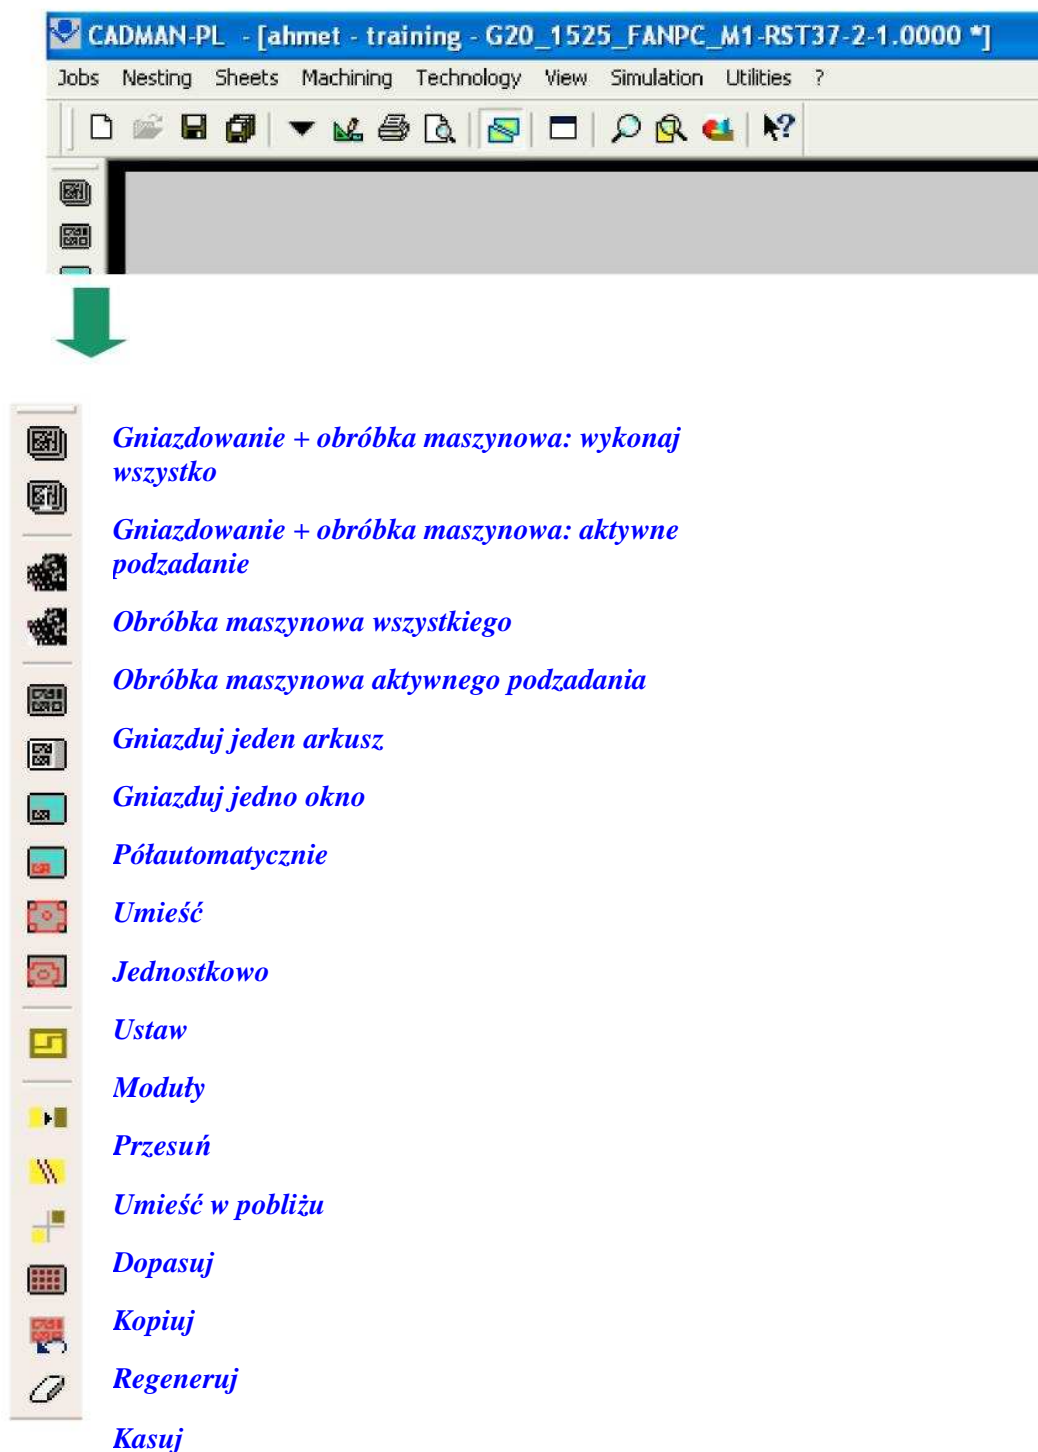 CADMAN-PL - [ahmet - training - G20_1525_FANPC_M1-RST37-2-1.0000 *]
Jobs Nesting Sheets Machining Technology View Simulation Utilities ?
Gniazdowanie + obróbka maszynowa: wykonaj
wszystko
Gniazdowanie + obróbka maszynowa: aktywne
podzadanie
Obróbka maszynowa wszystkiego
Obróbka maszynowa aktywnego podzadania
Gniazduj jeden arkusz
Gniazduj jedno okno
Półautomatycznie
Umieść
Jednostkowo
Ustaw
Moduły
Przesuń
Umieść w pobliżu
Dopasuj
Kopiuj
Regeneruj
Kasuj